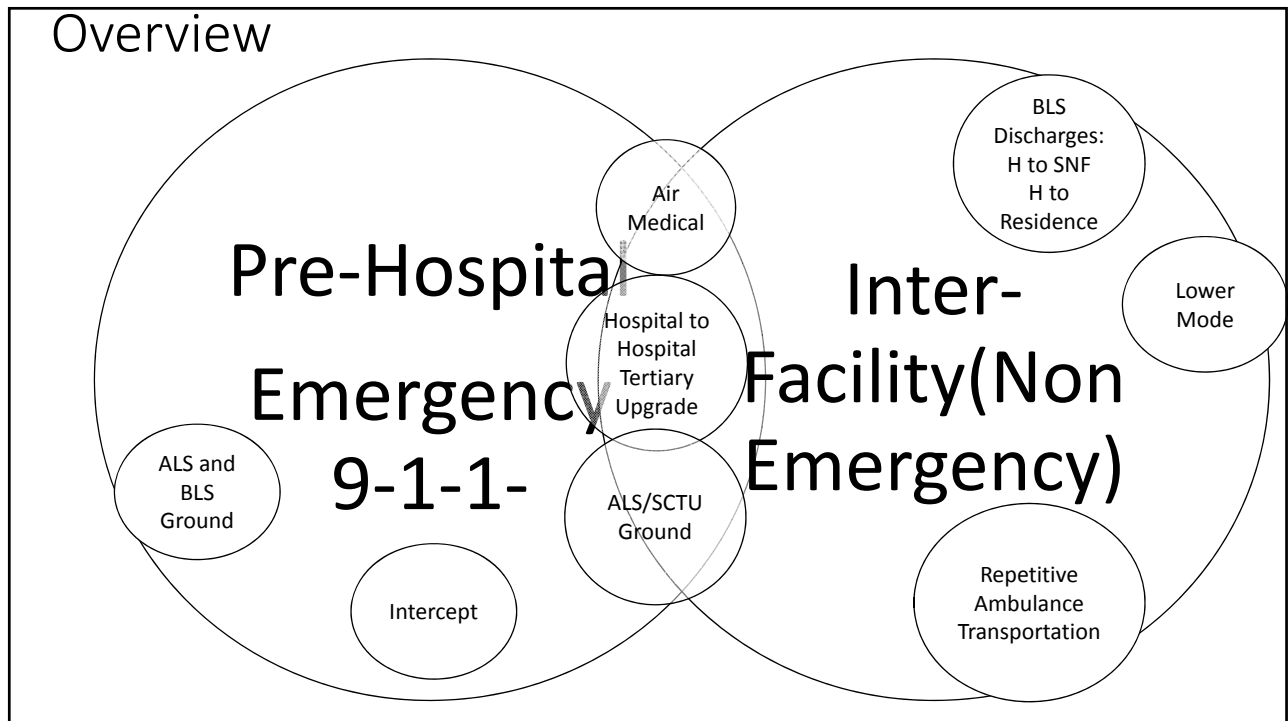 Overview
Pre-Hospital
Emergency
9-1-1-
ALS and
BLS
Ground
Intercept
Air
Medical
Hospital to
Hospital
Tertiary
Upgrade
ALS/SCTU
Ground
Inter-
Facility(Non
Emergency)
BLS
Discharges:
H to SNF
H to
Residence
Lower
Mode
Repetitive
Ambulance
Transportation